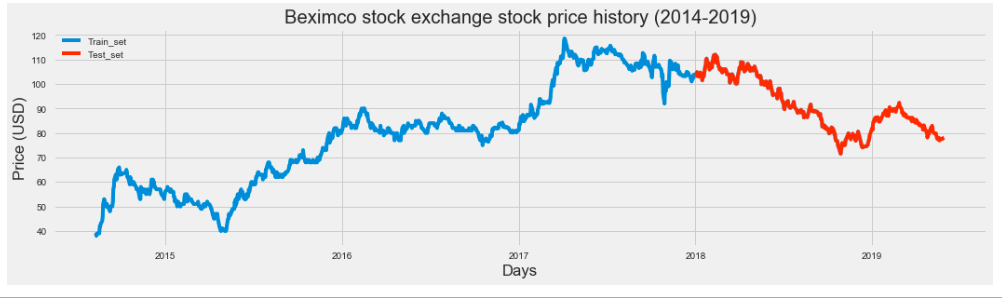 Beximco stock exchange stock price history (2014-2019)
Train_set
Test_set
120
110
100
90
80
70
60
50
40
Price (USD)
2015
2016
2017
2018
2019
Days